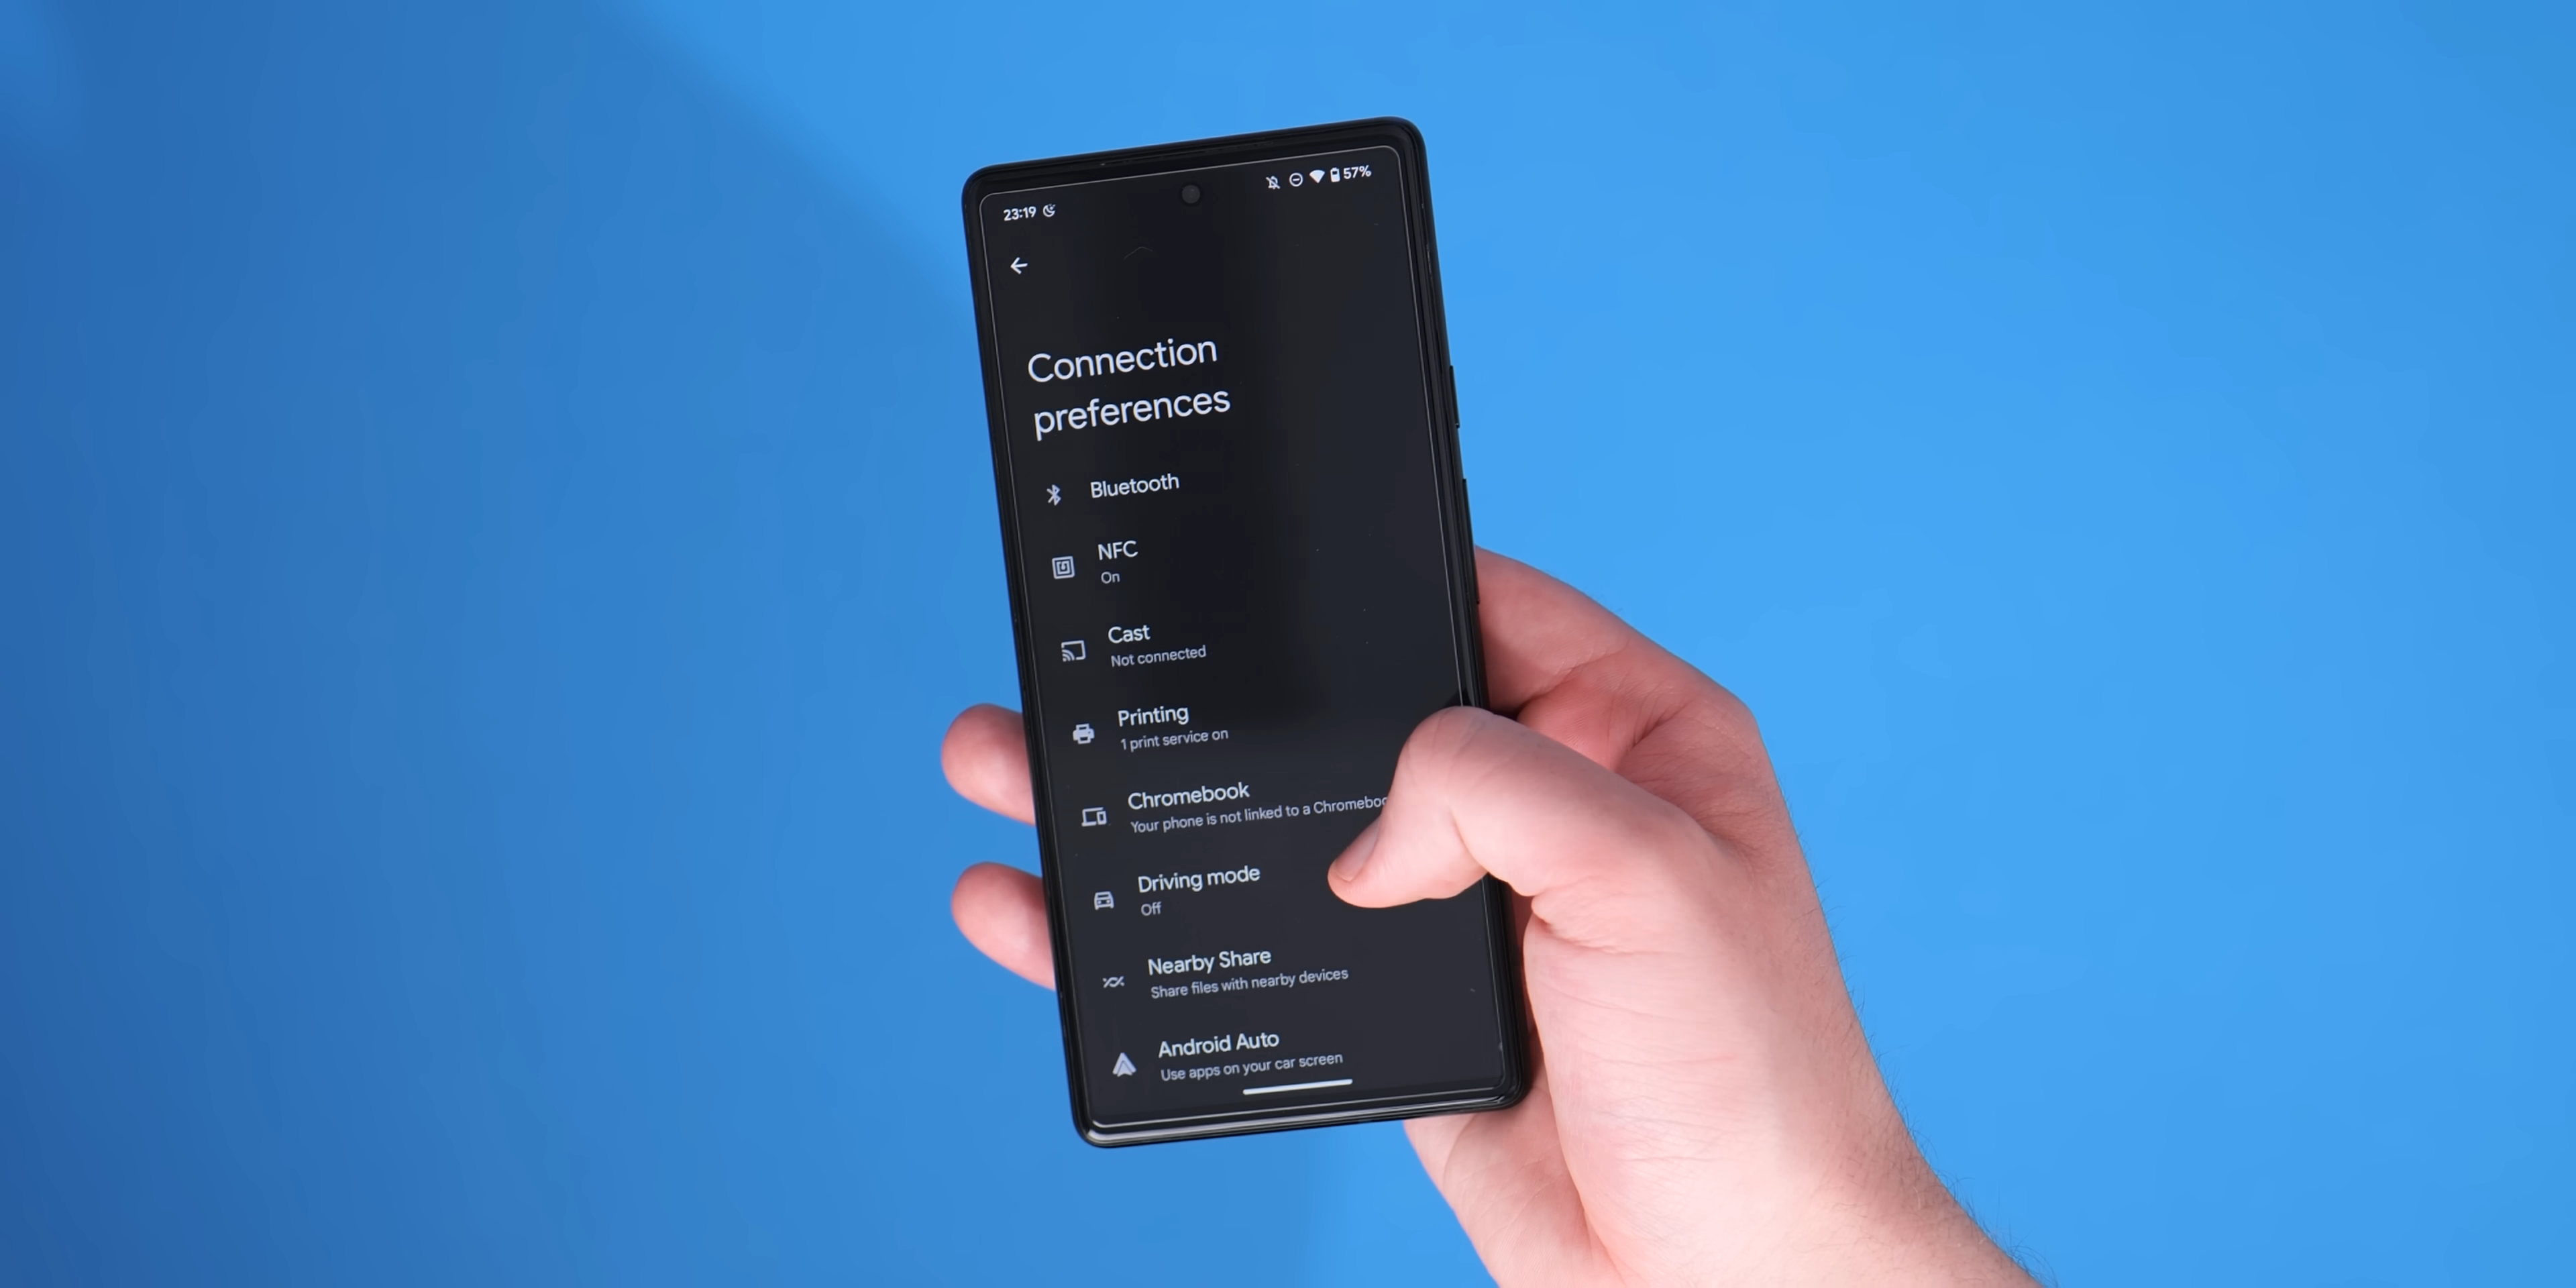 23:19
57%
Connection
preferences
Bluetooth
NFC
On
Cast
Not connected
Printing
1 print service on
Chromebook
Your phone is not linked to a Chromeboo
Driving mode
Off
Nearby Share
Share files with nearby devices
Android Auto
Use apps on your car screen